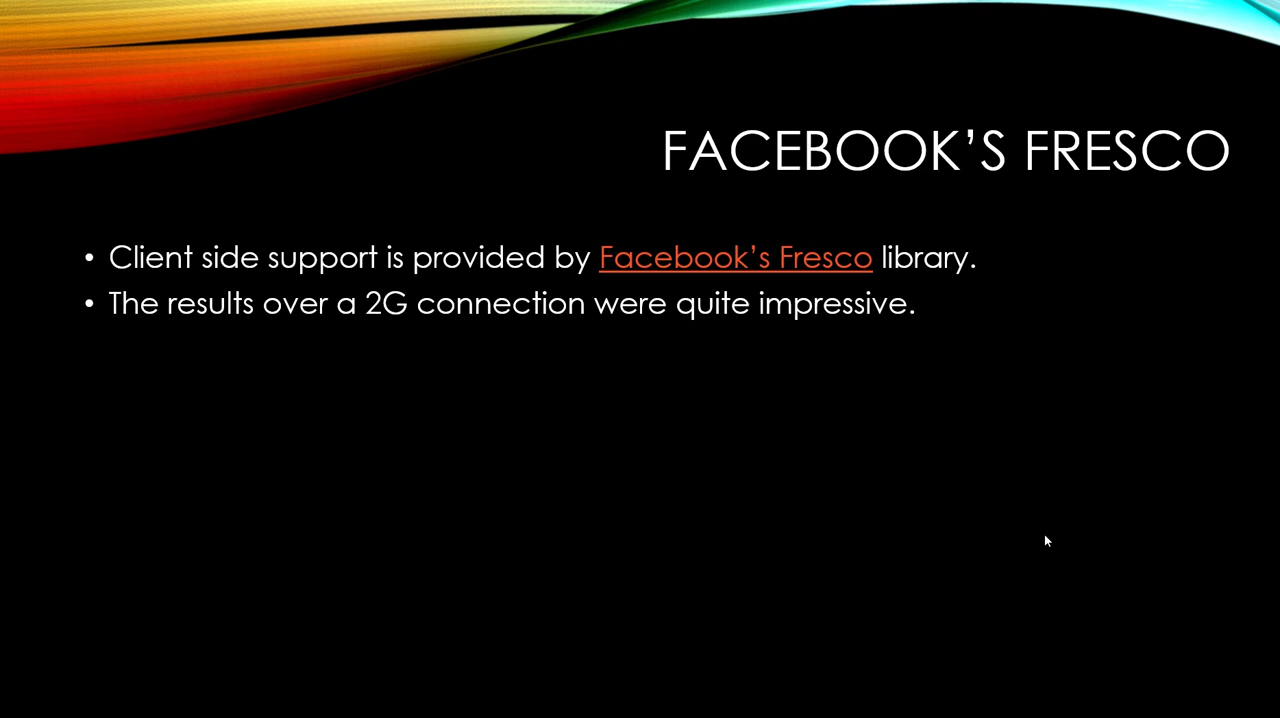 FACEBOOK’S FRESCO
• Client side support is provided by Facebook’s Fresco library.
• The results over a 2G connection were quite impressive.